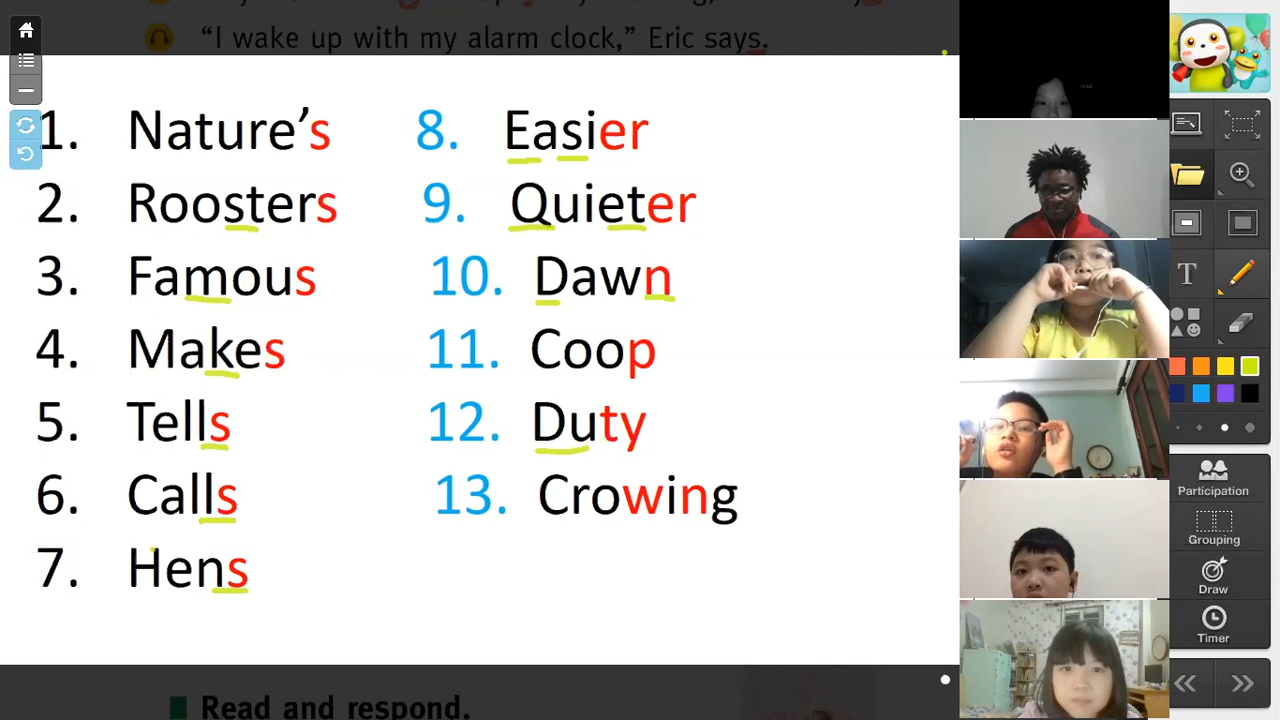 “I wake up with my alarm clock,” Eric says.
1. Nature’s
2. Roosters
3. Famous
4. Makes
5. Tells
6. Calls
7. Hens
8. Easier
9. Quieter
10. Dawn
11. Coop
12. Duty
13. Crowing
Read and respond.
T
Participation
Grouping
Draw
Timer